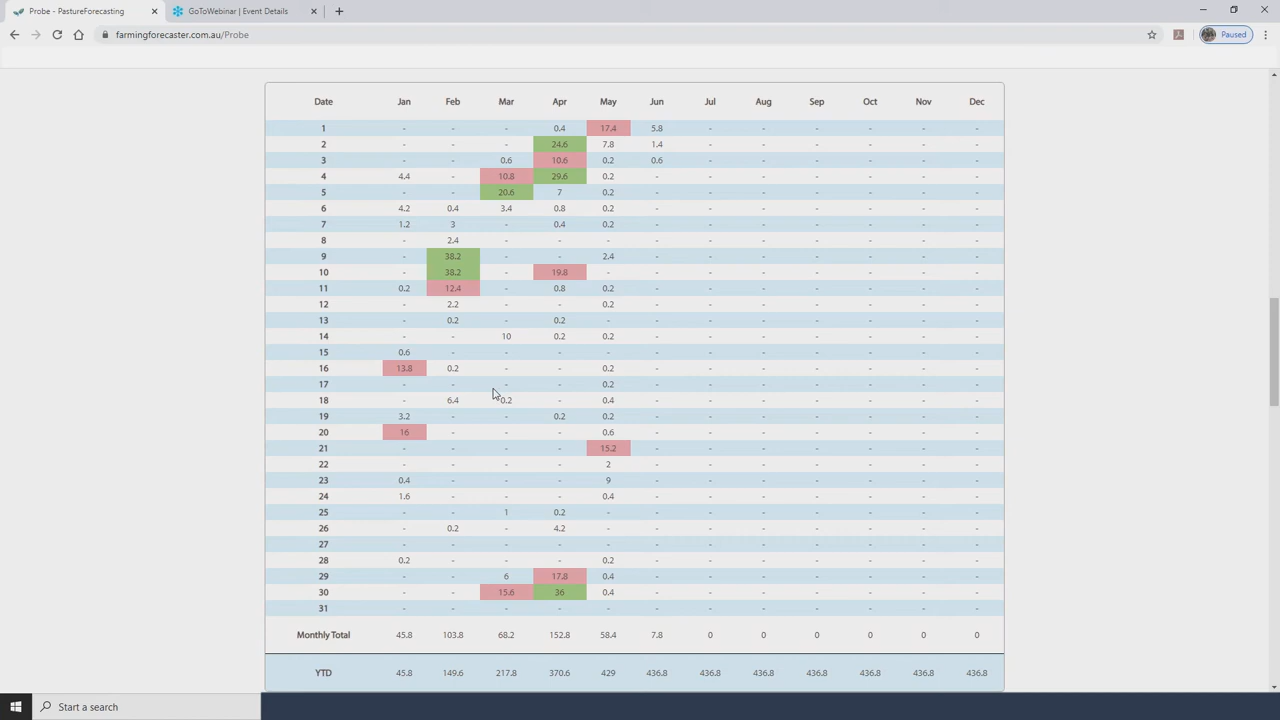 Probe - PastureForecasting
GoToWebinar | Event Details
farmingforecaster.com.au/Probe
Paused
Date Jan Feb Mar Apr May Jun Jul Aug Sep Oct Nov Dec
1 - - - 0.4 17.4 5.8 - - - - - -
2 - - - 24.6 7.8 1.4 - - - - - -
3 - - 0.6 10.6 0.2 0.6 - - - - - -
4 4.4 - 10.8 29.6 0.2 - - - - - - -
5 - - 20.6 7 0.2 - - - - - - -
6 4.2 0.4 3.4 0.8 0.2 - - - - - - -
7 1.2 3 - 0.4 0.2 - - - - - - -
8 - 2.4 - - - - - - - - - -
9 - 38.2 - - 2.4 - - - - - - -
10 - 38.2 - 19.8 - - - - - - - -
11 0.2 12.4 - 0.8 0.2 - - - - - - -
12 - 2.2 - - 0.2 - - - - - - -
13 - 0.2 - 0.2 - - - - - - - -
14 - - 10 0.2 0.2 - - - - - - -
15 0.6 - - - - - - - - - - -
16 13.8 0.2 - - 0.2 - - - - - - -
17 - - - - 0.2 - - - - - - -
18 - 6.4 0.2 - 0.4 - - - - - - -
19 3.2 - - 0.2 0.2 - - - - - - -
20 16 - - - 0.6 - - - - - - -
21 - - - - 15.2 - - - - - - -
22 - - - - 2 - - - - - - -
23 0.4 - - - 9 - - - - - - -
24 1.6 - - - 0.4 - - - - - - -
25 - - 1 0.2 - - - - - - - -
26 - 0.2 - 4.2 - - - - - - - -
27 - - - - - - - - - - - -
28 0.2 - - - 0.2 - - - - - - -
29 - - 6 17.8 0.4 - - - - - - -
30 - - 15.6 36 0.4 - - - - - - -
31 - - - - - - - - - - - -
Monthly Total 45.8 103.8 68.2 152.8 58.4 7.8 0 0 0 0 0 0
YTD 45.8 149.6 217.8 370.6 429 436.8 436.8 436.8 436.8 436.8 436.8 436.8
Start a search